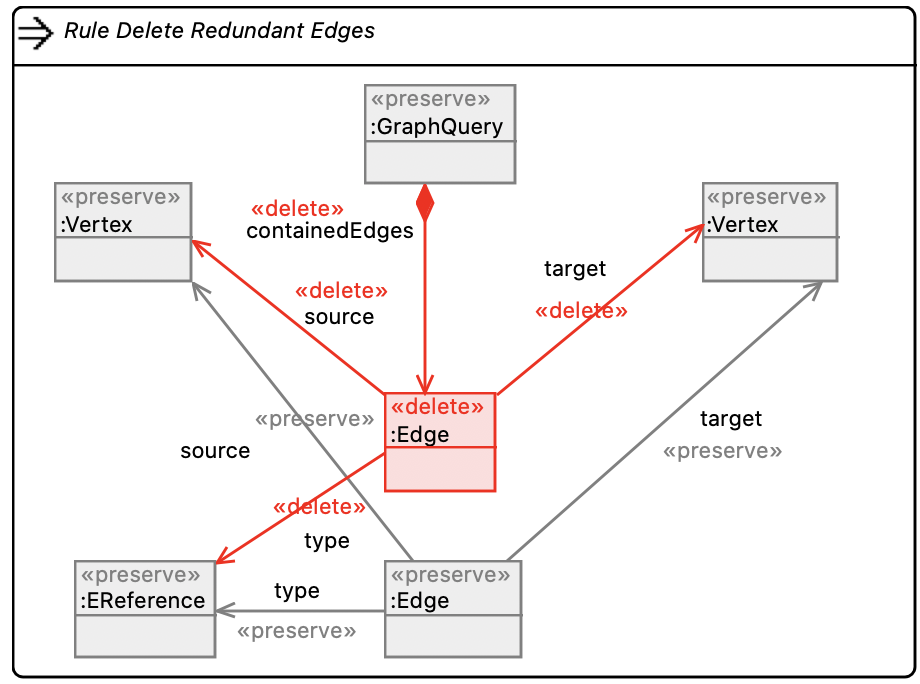 Rule Delete Redundant Edges
«preserve»
:GraphQuery
«preserve»
:Vertex
«preserve»
:Vertex
«delete»
containedEdges
target
«delete»
source
«delete»
«delete»
:Edge
«preserve»
source
target
«preserve»
«delete»
type
«preserve»
:EReference
type
«preserve»
«preserve»
:Edge